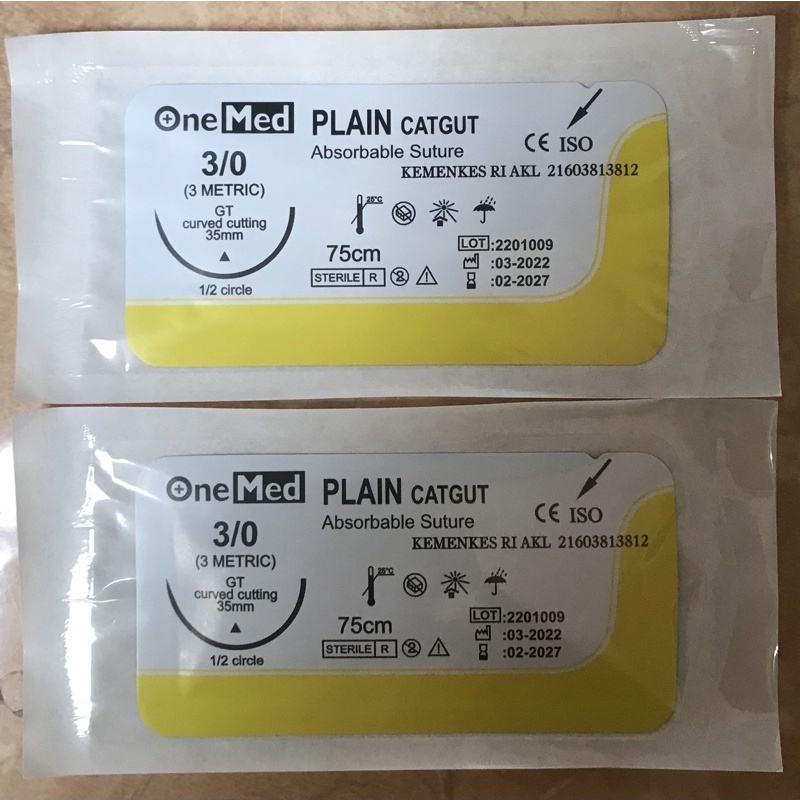 OneMed PLAIN CATGUT
Absorbable Suture
CE ISO
KEMENKES RI AKL 21603813812
3/0
(3 METRIC)
GT
curved cutting
35mm
1/2 circle
25°C
75cm
STERILE R
2
LOT :2201009
:03-2022
:02-2027
OneMed PLAIN CATGUT
Absorbable Suture
CE ISO
KEMENKES RI AKL 21603813812
3/0
(3 METRIC)
GT
curved cutting
35mm
1/2 circle
25°C
75cm
STERILE R
2
LOT :2201009
:03-2022
:02-2027